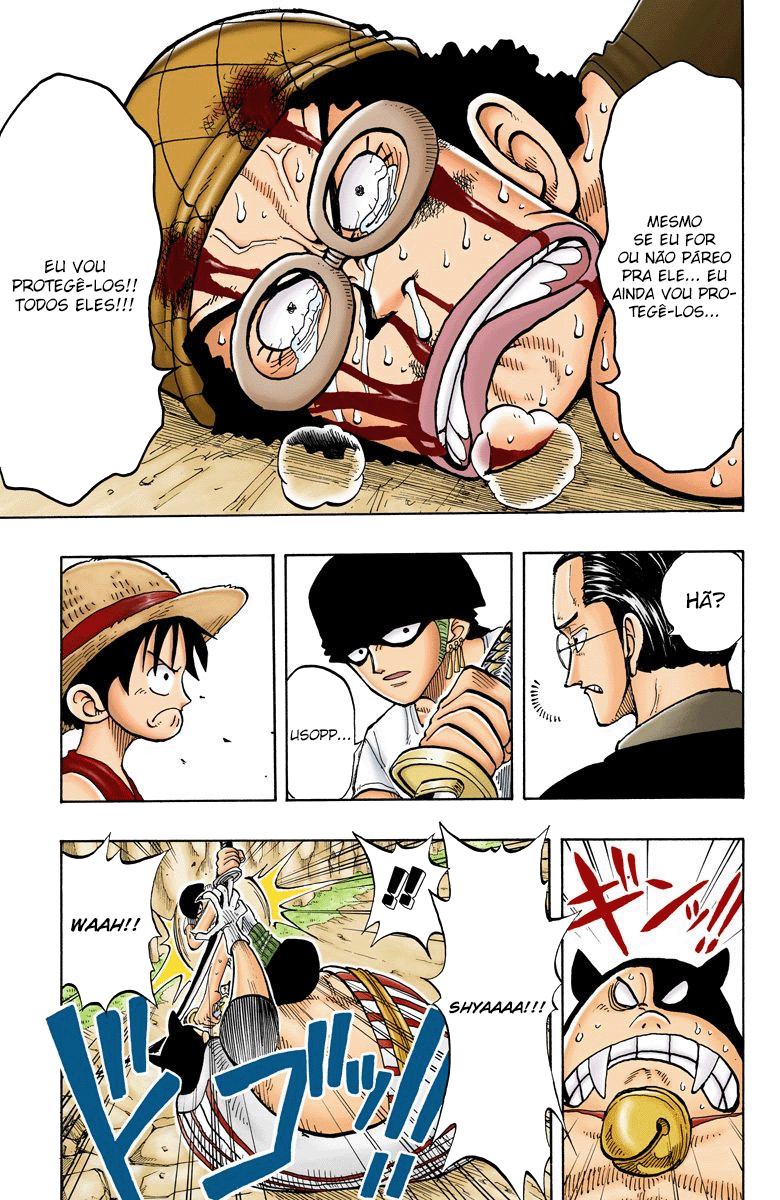 MESMO
SE EU FOR
OU NÃO PÁREO
PRA ELE... EU
AINDA VOU PRO-
TEGÊ-LOS...
EU VOU
PROTEGÊ-LOS!!
TODOS ELES!!!
HÃ?
USOPP...
ギンッ!!
SHYAAAA!!!
!!
WAAH!!
ドゴッ!!